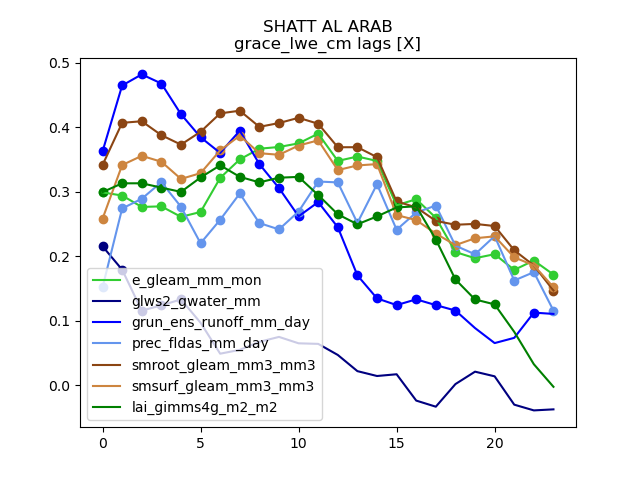 SHATT AL ARAB
grace_lwe_cm lags [X]
0.5
0.4
0.3
0.2
0.1
0.0
e_gleam_mm_mon
glws2_gwater_mm
grun_ens_runoff_mm_day
prec_fldas_mm_day
smroot_gleam_mm3_mm3
smsurf_gleam_mm3_mm3
lai_gimms4g_m2_m2
0 5 10 15 20